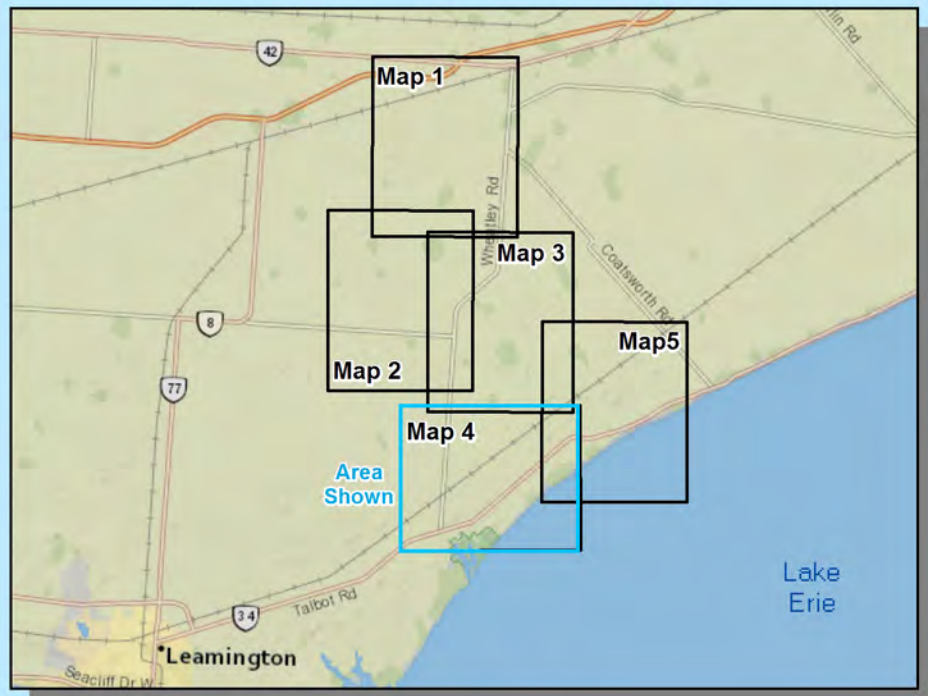 42
Map 1
Wheatley Rd
Map 3
Coatsworth Rd
8
Map5
Map 2
77
Map 4
Area
Shown
Lake
Erie
34
Talbot Rd
Leamington
Seacliff Dr W